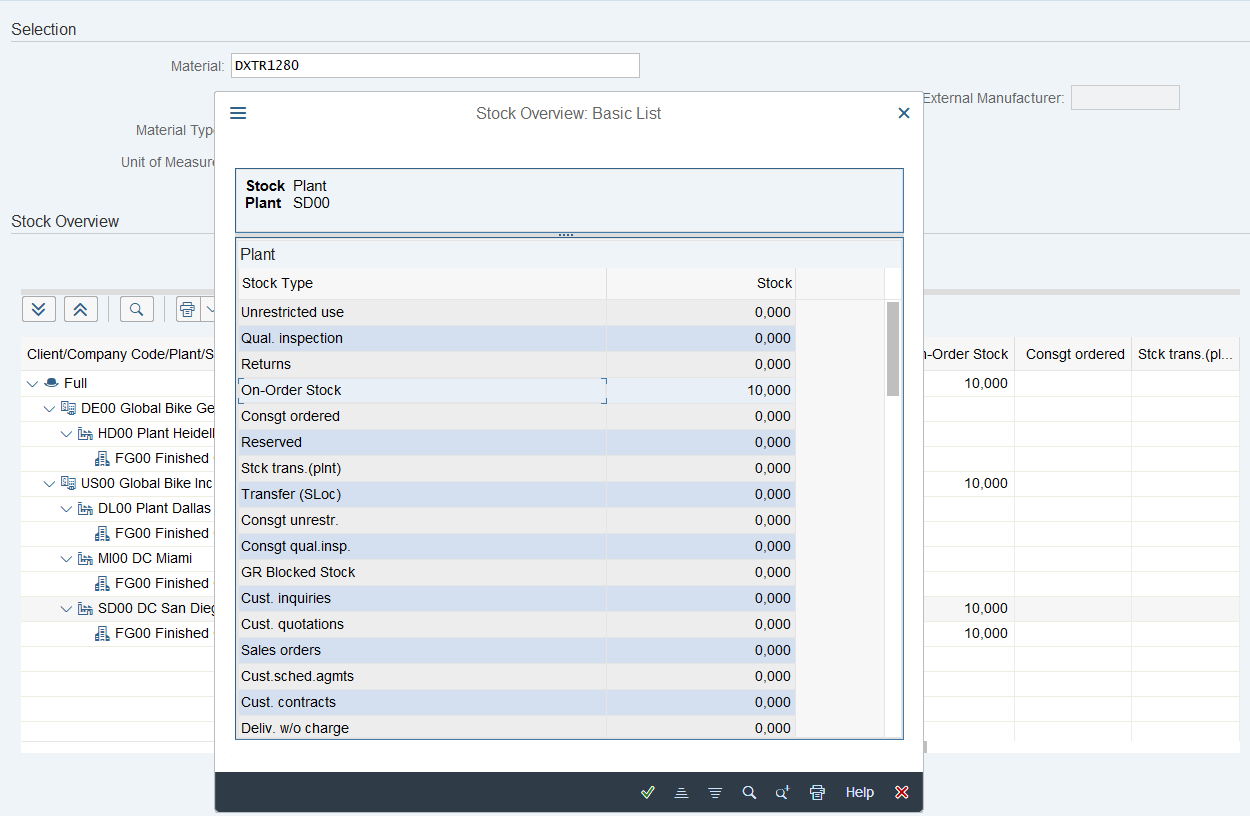 Selection
Material: DXTR1280
External Manufacturer:
Material Typ
Unit of Measure
Stock Overview
Client/Company Code/Plant/S
Full
DE00 Global Bike Ge
HD00 Plant Heidel
FG00 Finished
US00 Global Bike Inc
DL00 Plant Dallas
FG00 Finished
MI00 DC Miami
FG00 Finished
SD00 DC San Dieg
FG00 Finished
Stock Overview: Basic List
Stock Plant
Plant SD00
Plant
Stock Type Stock
Unrestricted use 0,000
Qual. inspection 0,000
Returns 0,000
On-Order Stock 10,000
Consgt ordered 0,000
Reserved 0,000
Stck trans.(plnt) 0,000
Transfer (SLoc) 0,000
Consgt unrestr. 0,000
Consgt qual.insp. 0,000
GR Blocked Stock 0,000
Cust. inquiries 0,000
Cust. quotations 0,000
Sales orders 0,000
Cust.sched.agmts 0,000
Cust. contracts 0,000
Deliv. w/o charge 0,000
Help
n-Order Stock Consgt ordered Stck trans.(pl...
10,000
10,000
10,000
10,000